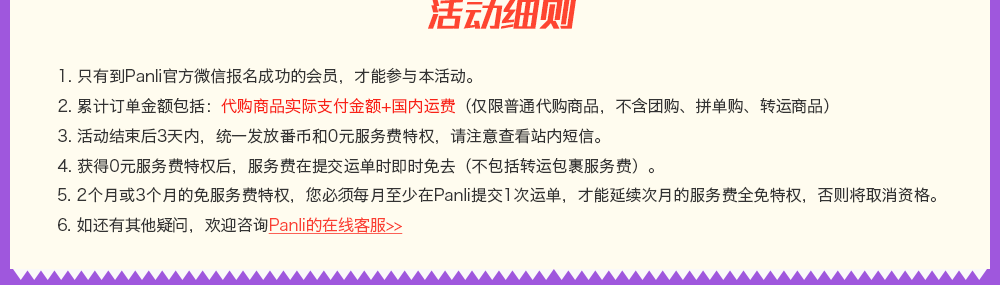 活动细则
1. 只有到Panli官方微信报名成功的会员，才能参与本活动。
2. 累计订单金额包括：代购商品实际支付金额+国内运费（仅限普通代购商品，不含团购、拼单购、转运商品）
3. 活动结束后3天内，统一发放番币和0元服务费特权，请注意查看站内短信。
4. 获得0元服务费特权后，服务费在提交运单时即时免去（不包括转运包裹服务费）。
5. 2个月或3个月的免服务费特权，您必须每月至少在Panli提交1次运单，才能延续次月的服务费全免特权，否则将取消资格。
6. 如还有其他疑问，欢迎咨询Panli的在线客服>>